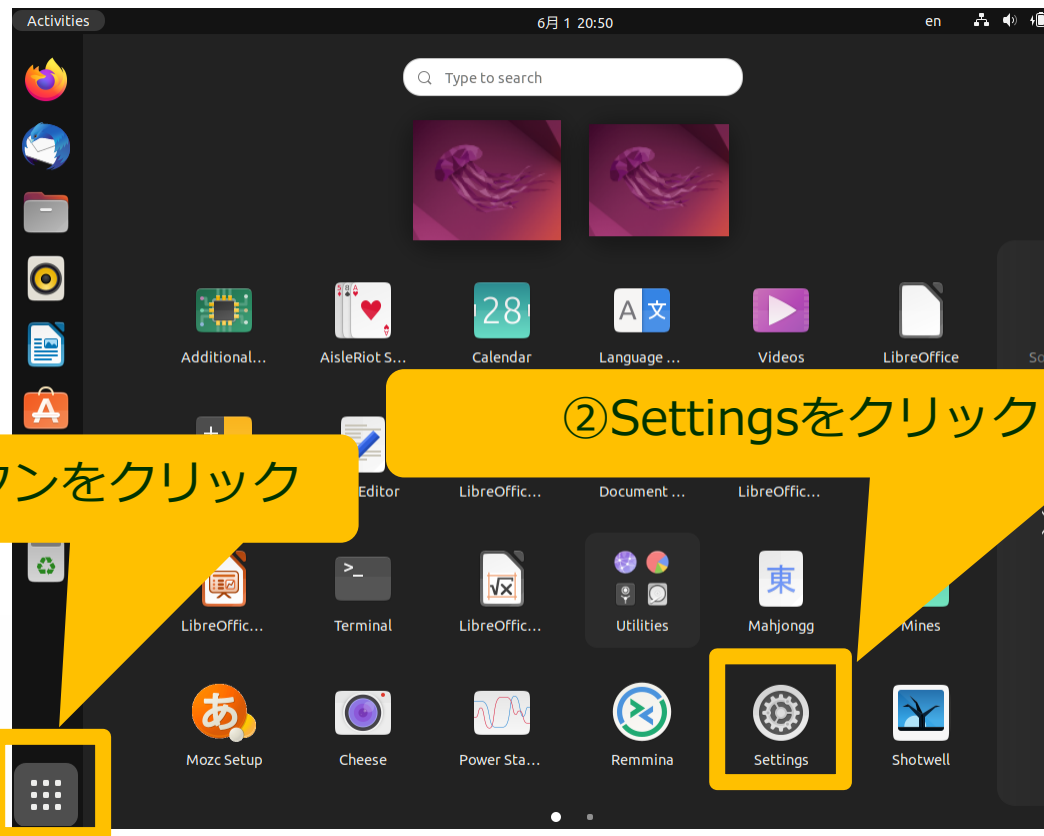 Activities
6月 1 20:50
en
Type to search
28
A 文
Additional...
AisleRiot S...
Calendar
Language ...
Videos
LibreOffice
②Settingsをクリック
ンをクリック
Editor
LibreOffic...
Document ...
LibreOffic...
東
LibreOffic...
Terminal
LibreOffic...
Utilities
Mahjongg
Mines
あ
Mozc Setup
Cheese
Power Sta...
Remmina
Settings
Shotwell